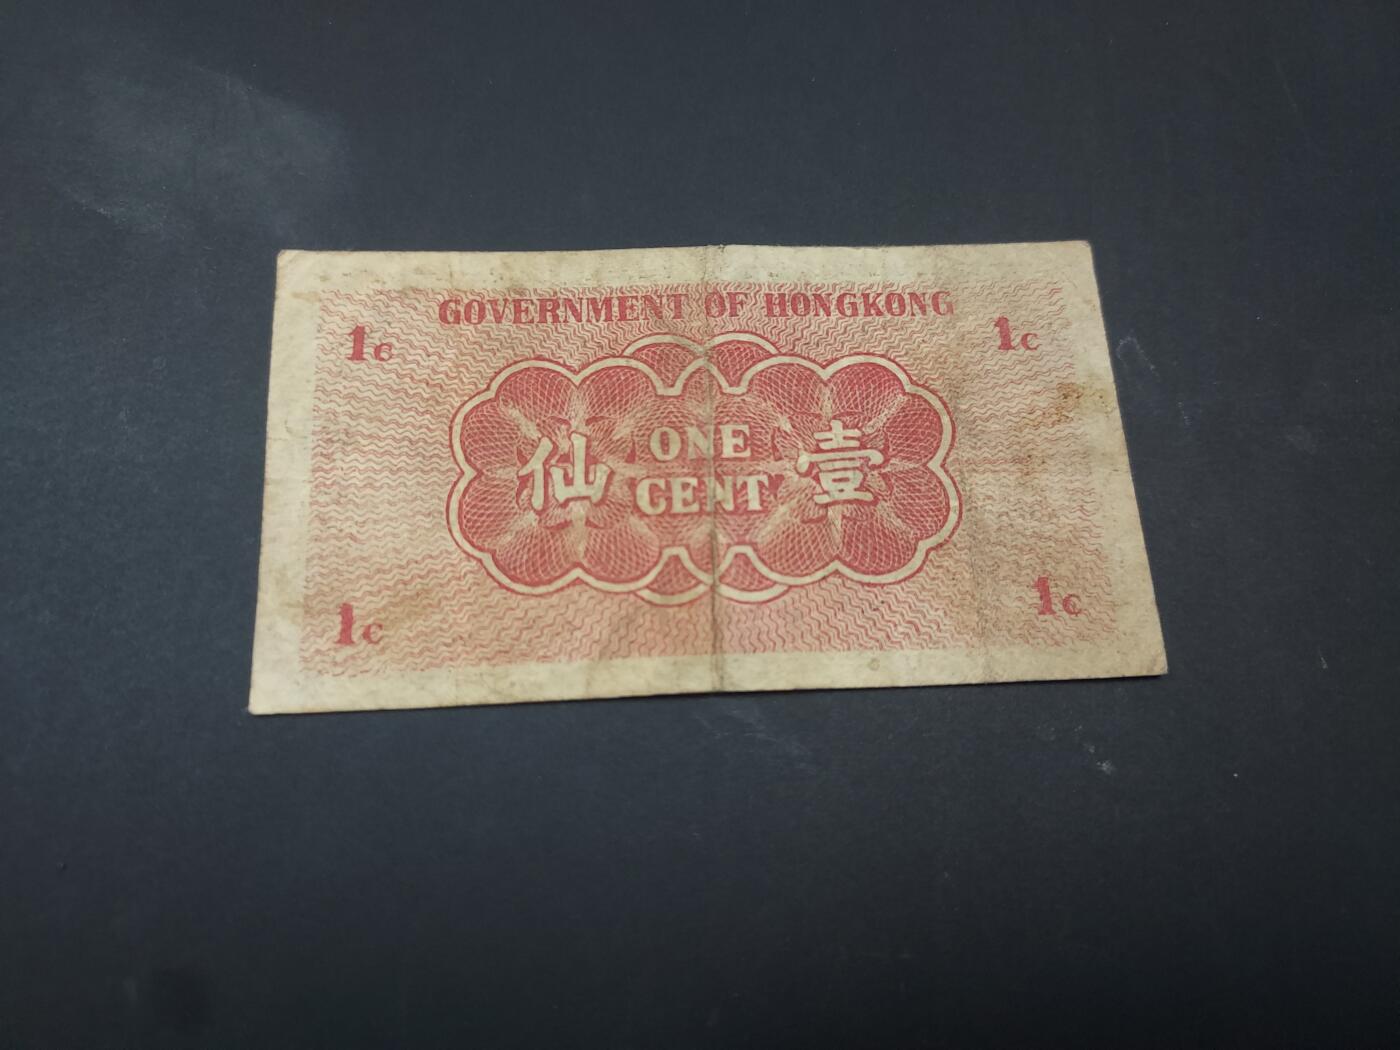 GOVERNMENT OF HONGKONG
1c 1c
仙 ONE CENT 壹
1c 1c